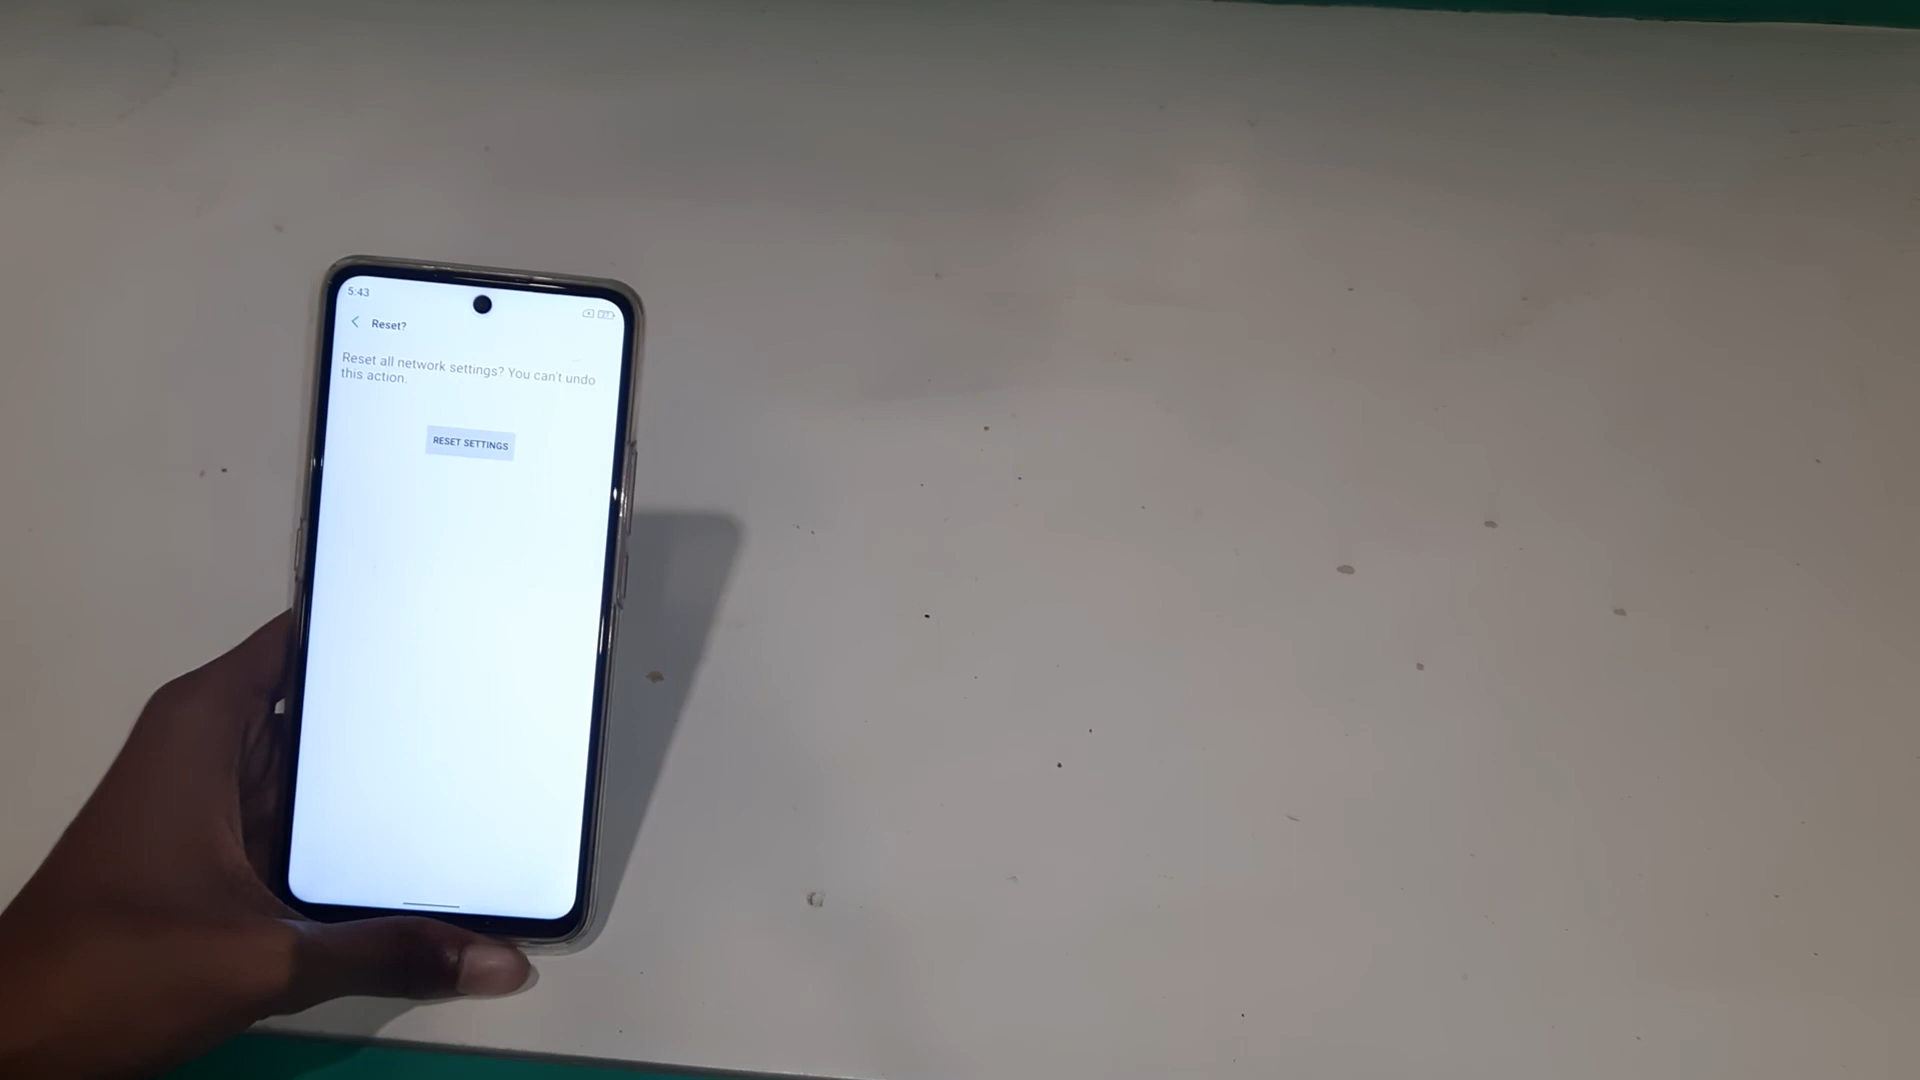 5:43
Reset?
Reset all network settings? You can't undo
this action.
RESET SETTINGS